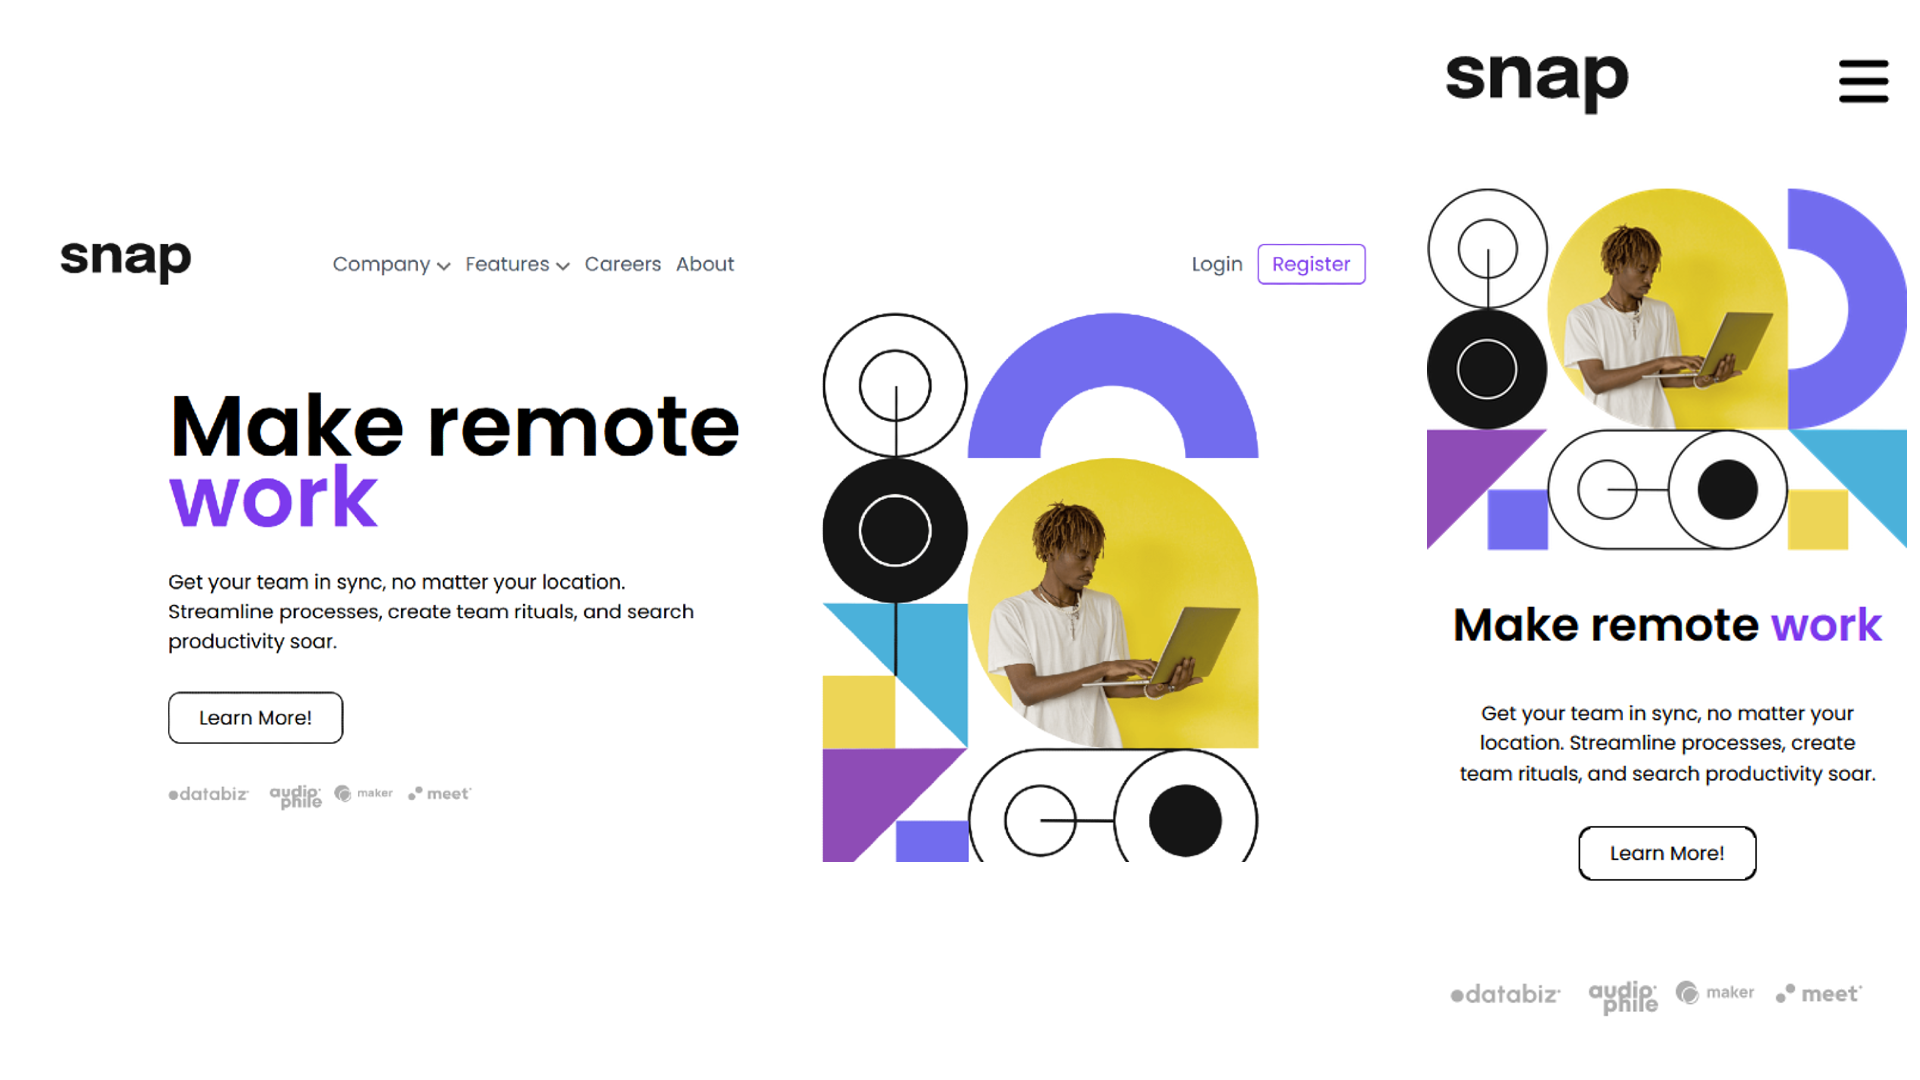 snap
Company Features Careers About
Login Register
Make remote
work
Get your team in sync, no matter your location.
Streamline processes, create team rituals, and search
productivity soar.
Learn More!
databiz audiophile maker meet
snap
Make remote work
Get your team in sync, no matter your
location. Streamline processes, create
team rituals, and search productivity soar.
Learn More!
databiz audiophile maker meet